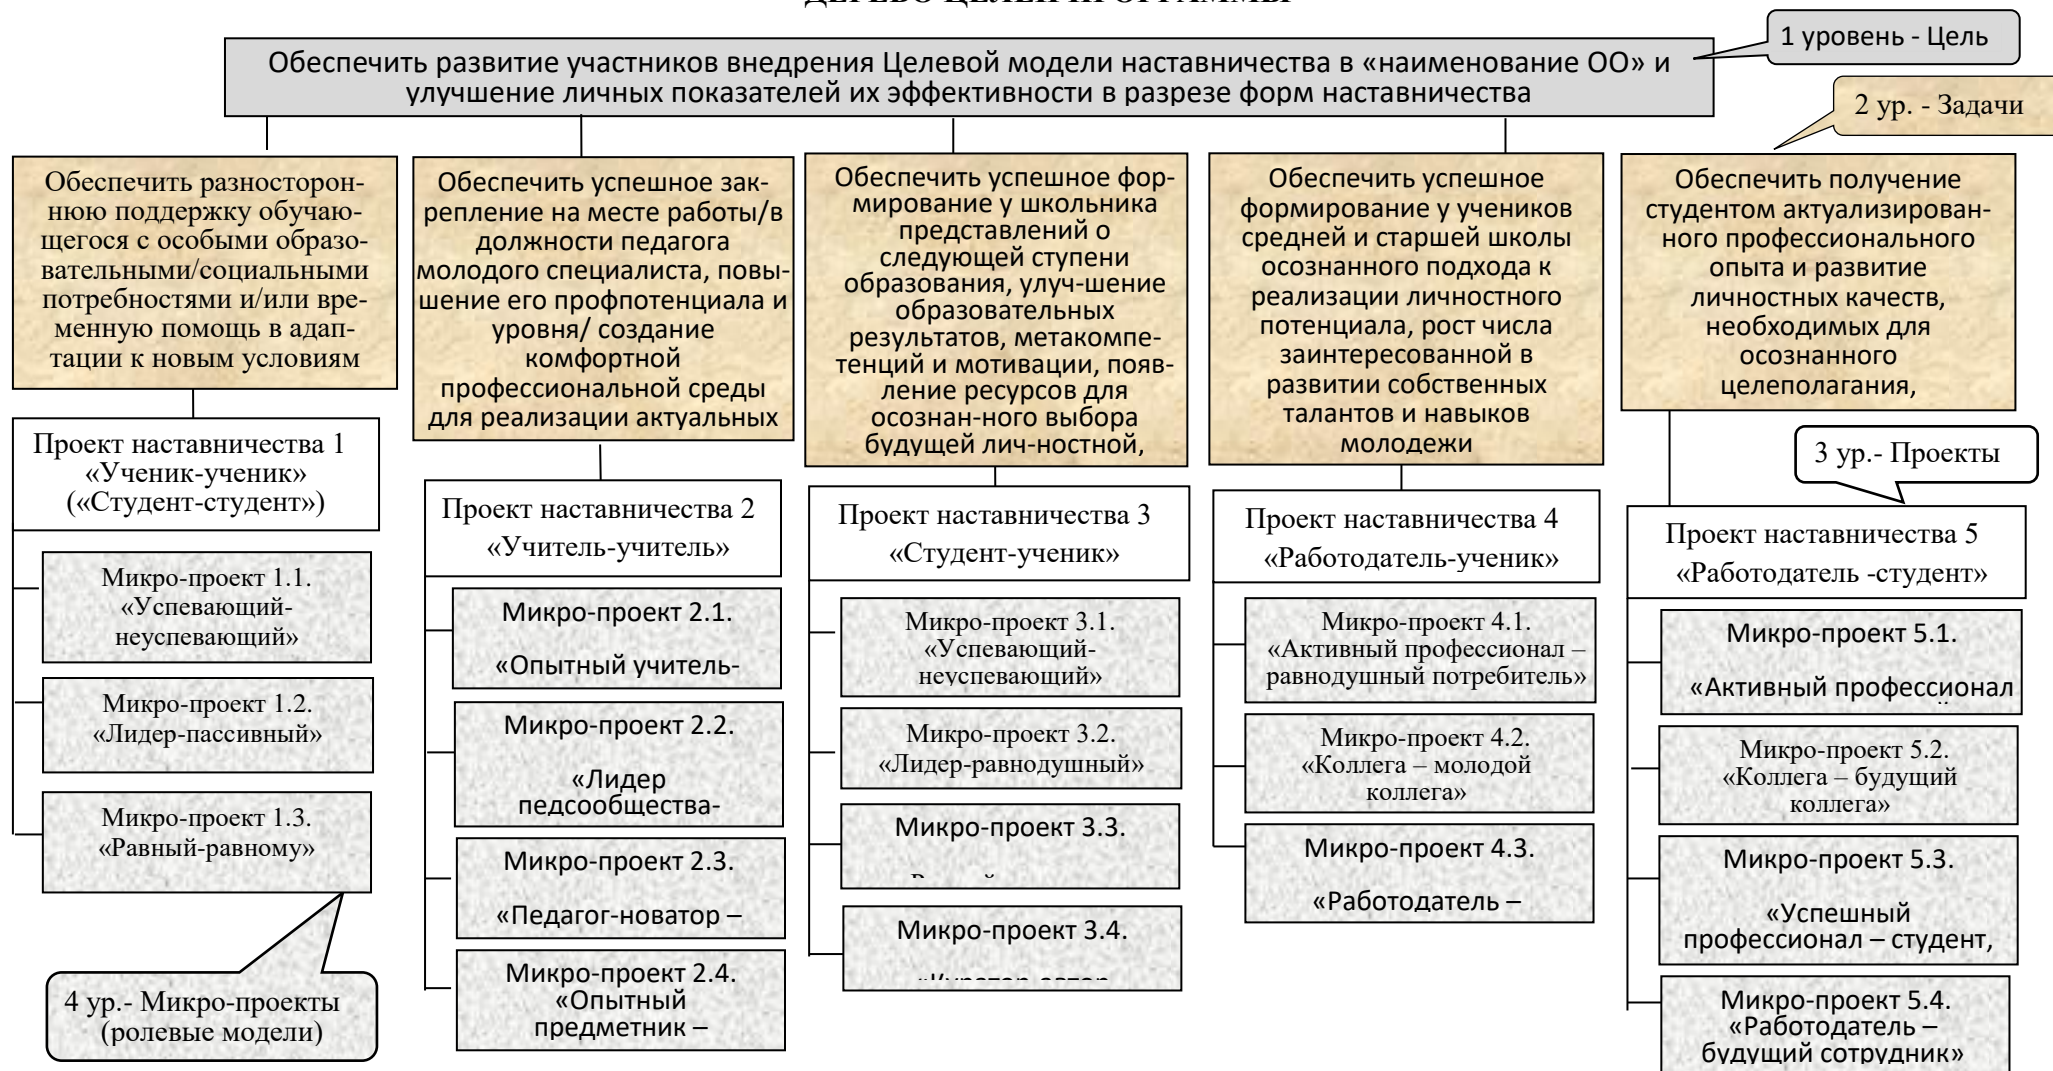 ДЕРЕВО ЦЕЛЕЙ ПРОГРАММЫ
1 уровень - Цель
Обеспечить развитие участников внедрения Целевой модели наставничества в «наименование ОО» и
улучшение личных показателей их эффективности в разрезе форм наставничества
2 ур. - Задачи
Обеспечить разносторон-
нюю поддержку обучаю-
щегося с особыми образо-
вательными/социальными
потребностями и/или вре-
менную помощь в адап-
тации к новым условиям
Обеспечить успешное зак-
репление на месте работы/в
должности педагога
молодого специалиста, повы-
шение его профпотенциала и
уровня/ создание
комфортной
профессиональной среды
для реализации актуальных
Обеспечить успешное фор-
мирование у школьника
представлений о
следующей ступени
образования, улуч-шение
образовательных
результатов, метакомпе-
тенций и мотивации, появ-
ление ресурсов для
осознан-ного выбора
будущей лич-ностной,
Обеспечить успешное
формирование у учеников
средней и старшей школы
осознанного подхода к
реализации личностного
потенциала, рост числа
заинтересованной в
развитии собственных
талантов и навыков
молодежи
Обеспечить получение
студентом актуализирован-
ного профессионального
опыта и развитие
личностных качеств,
необходимых для
осознанного
целеполагания,
3 ур.- Проекты
Проект наставничества 1
«Ученик-ученик»
(«Студент-студент»)
Микро-проект 1.1.
«Успевающий-
неуспевающий»
Микро-проект 1.2.
«Лидер-пассивный»
Микро-проект 1.3.
«Равный-равному»
4 ур.- Микро-проекты
(ролевые модели)
Проект наставничества 2
«Учитель-учитель»
Микро-проект 2.1.
«Опытный учитель-
Микро-проект 2.2.
«Лидер
педсообщества-
Микро-проект 2.3.
«Педагог-новатор –
Микро-проект 2.4.
«Опытный
предметник –
Проект наставничества 3
«Студент-ученик»
Микро-проект 3.1.
«Успевающий-
неуспевающий»
Микро-проект 3.2.
«Лидер-равнодушный»
Микро-проект 3.3.
Микро-проект 3.4.
Проект наставничества 4
«Работодатель-ученик»
Микро-проект 4.1.
«Активный профессионал –
равнодушный потребитель»
Микро-проект 4.2.
«Коллега – молодой
коллега»
Микро-проект 4.3.
«Работодатель –
Проект наставничества 5
«Работодатель -студент»
Микро-проект 5.1.
«Активный профессионал
Микро-проект 5.2.
«Коллега – будущий
коллега»
Микро-проект 5.3.
«Успешный
профессионал – студент,
Микро-проект 5.4.
«Работодатель –
будущий сотрудник»